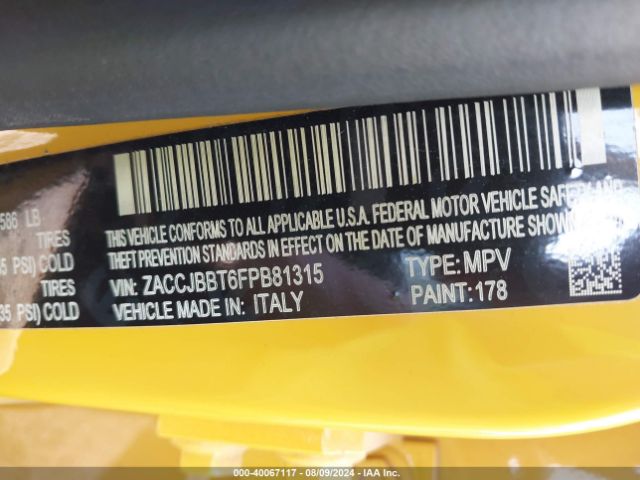 586 LB
TIRES
35 PSI) COLD
TIRES
35 PSI) COLD
THIS VEHICLE CONFORMS TO ALL APPLICABLE U.S.A. FEDERAL MOTOR VEHICLE SAFETY AND
THEFT PREVENTION STANDARDS IN EFFECT ON THE DATE OF MANUFACTURE SHOWN
VIN: ZACCJBBT6FPB81315 TYPE: MPV
VEHICLE MADE IN: ITALY PAINT: 178
000-40067117 - 08/09/2024 - IAA Inc.